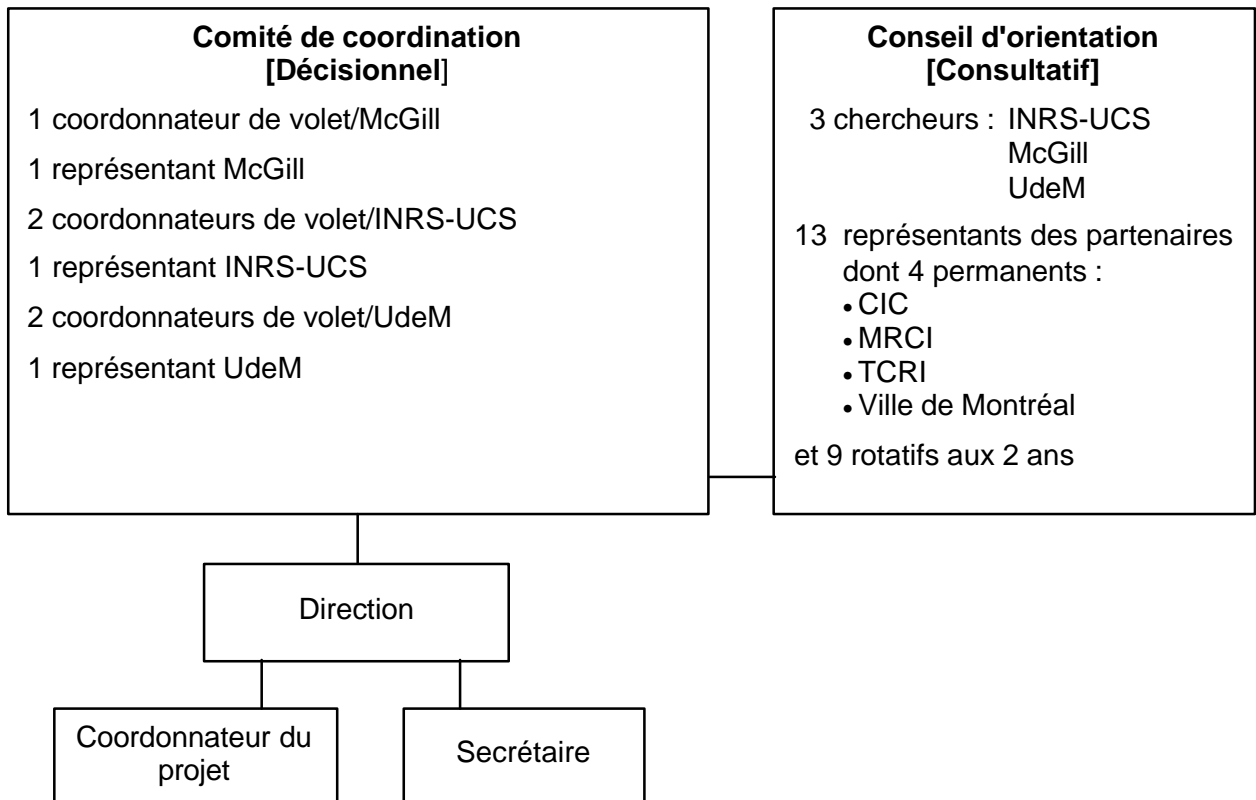 Comité de coordination
[Décisionnel]
1 coordonnateur de volet/McGill
1 représentant McGill
2 coordonnateurs de volet/INRS-UCS
1 représentant INRS-UCS
2 coordonnateurs de volet/UdeM
1 représentant UdeM
Conseil d'orientation
[Consultatif]
3 chercheurs : INRS-UCS
McGill
UdeM
13 représentants des partenaires
dont 4 permanents :
• CIC
• MRCI
• TCRI
• Ville de Montréal
et 9 rotatifs aux 2 ans
Direction
Coordonnateur du
projet
Secrétaire